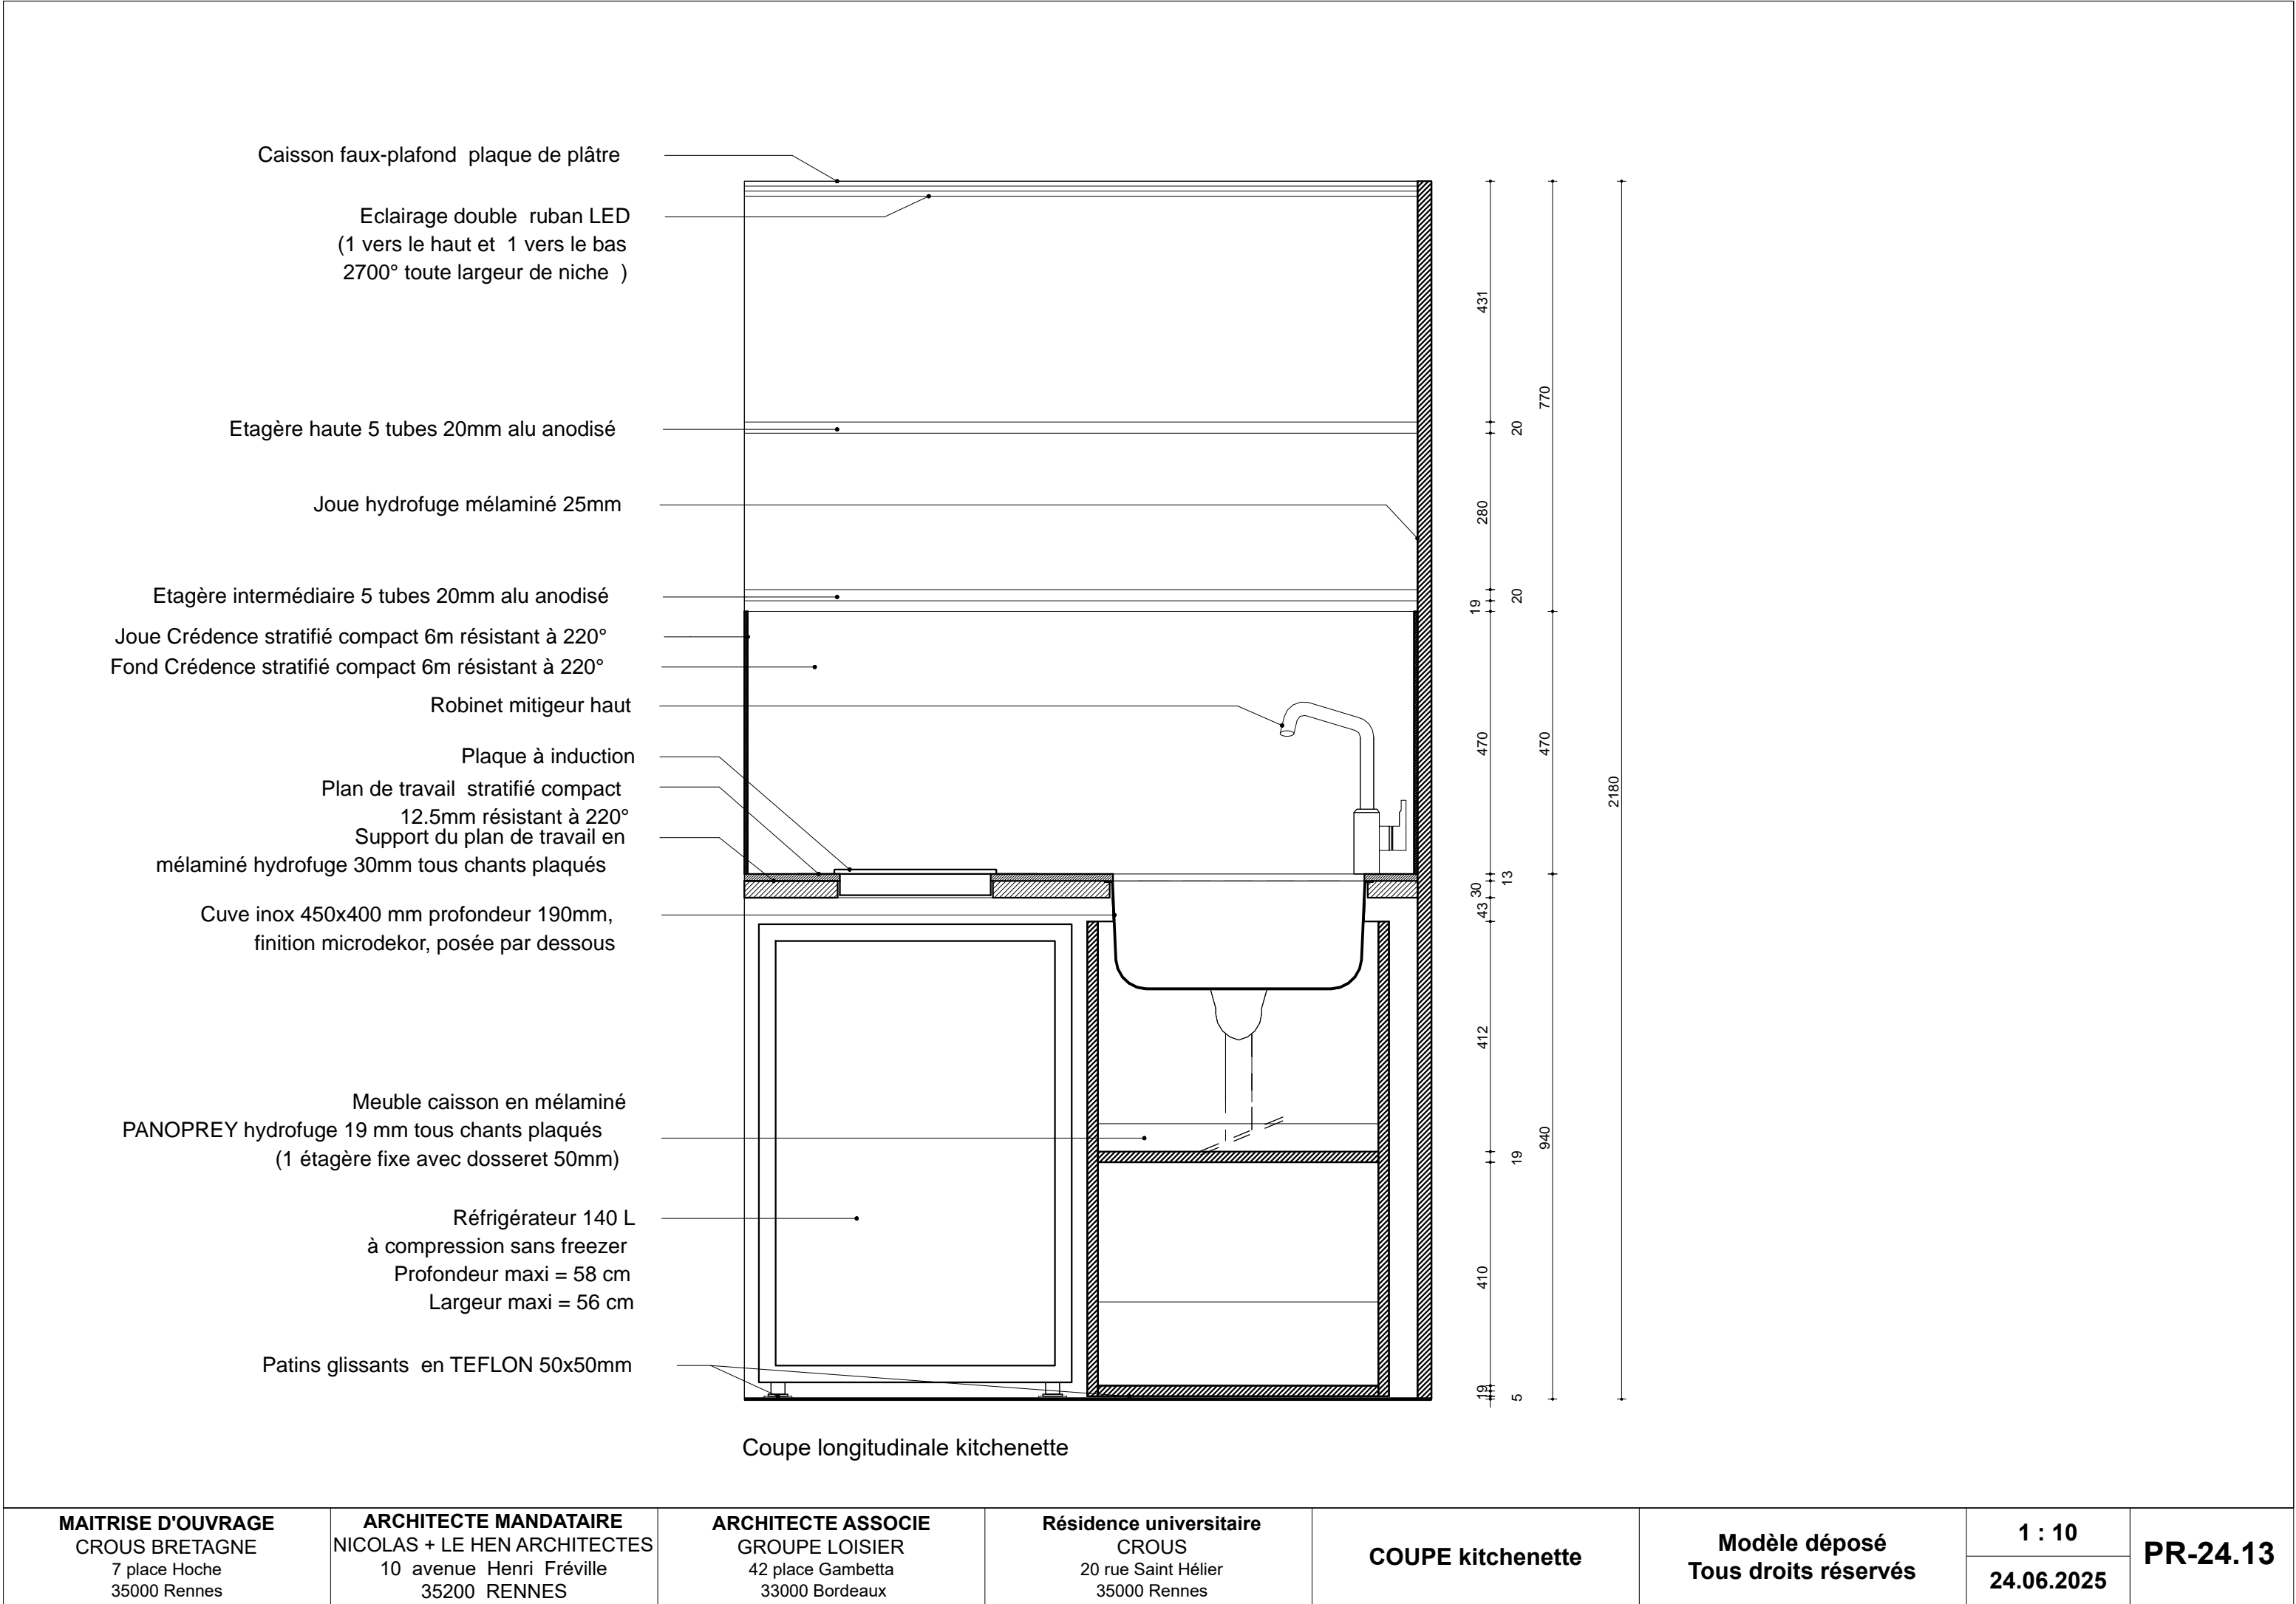 Caisson faux-plafond plaque de plâtre
Eclairage double ruban LED
(1 vers le haut et 1 vers le bas
2700° toute largeur de niche )
Etagère haute 5 tubes 20mm alu anodisé
Joue hydrofuge mélaminé 25mm
Etagère intermédiaire 5 tubes 20mm alu anodisé
Joue Crédence stratifié compact 6m résistant à 220°
Fond Crédence stratifié compact 6m résistant à 220°
Robinet mitigeur haut
Plaque à induction
Plan de travail stratifié compact
12.5mm résistant à 220°
Support du plan de travail en
mélaminé hydrofuge 30mm tous chants plaqués
Cuve inox 450x400 mm profondeur 190mm,
finition microdekor, posée par dessous
Meuble caisson en mélaminé
PANOPREY hydrofuge 19 mm tous chants plaqués
(1 étagère fixe avec dosseret 50mm)
Réfrigérateur 140 L
à compression sans freezer
Profondeur maxi = 58 cm
Largeur maxi = 56 cm
Patins glissants en TEFLON 50x50mm
431
20
280
20
19
470
13
30
43
412
19
410
19
5
770
470
940
2180
Coupe longitudinale kitchenette
MAITRISE D'OUVRAGE
CROUS BRETAGNE
7 place Hoche
35000 Rennes
ARCHITECTE MANDATAIRE
NICOLAS + LE HEN ARCHITECTES
10 avenue Henri Fréville
35200 RENNES
ARCHITECTE ASSOCIE
GROUPE LOISIER
42 place Gambetta
33000 Bordeaux
Résidence universitaire
CROUS
20 rue Saint Hélier
35000 Rennes
COUPE kitchenette
Modèle déposé
Tous droits réservés
1 : 10
24.06.2025
PR-24.13